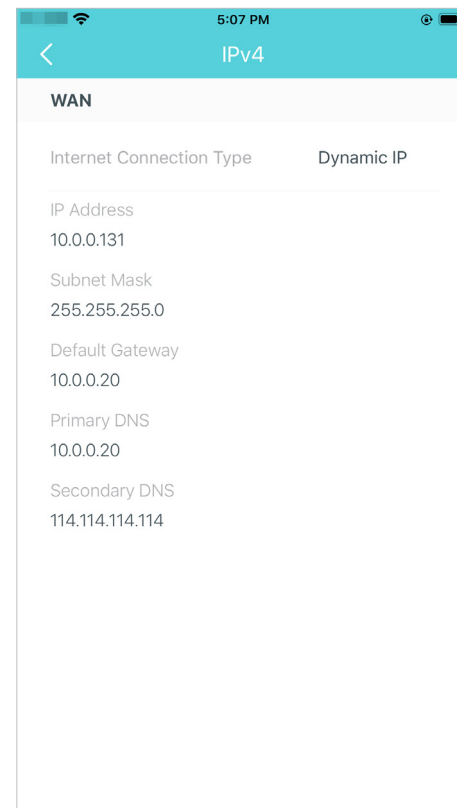 5:07 PM
IPv4
WAN
Internet Connection Type Dynamic IP
IP Address
10.0.0.131
Subnet Mask
255.255.255.0
Default Gateway
10.0.0.20
Primary DNS
10.0.0.20
Secondary DNS
114.114.114.114